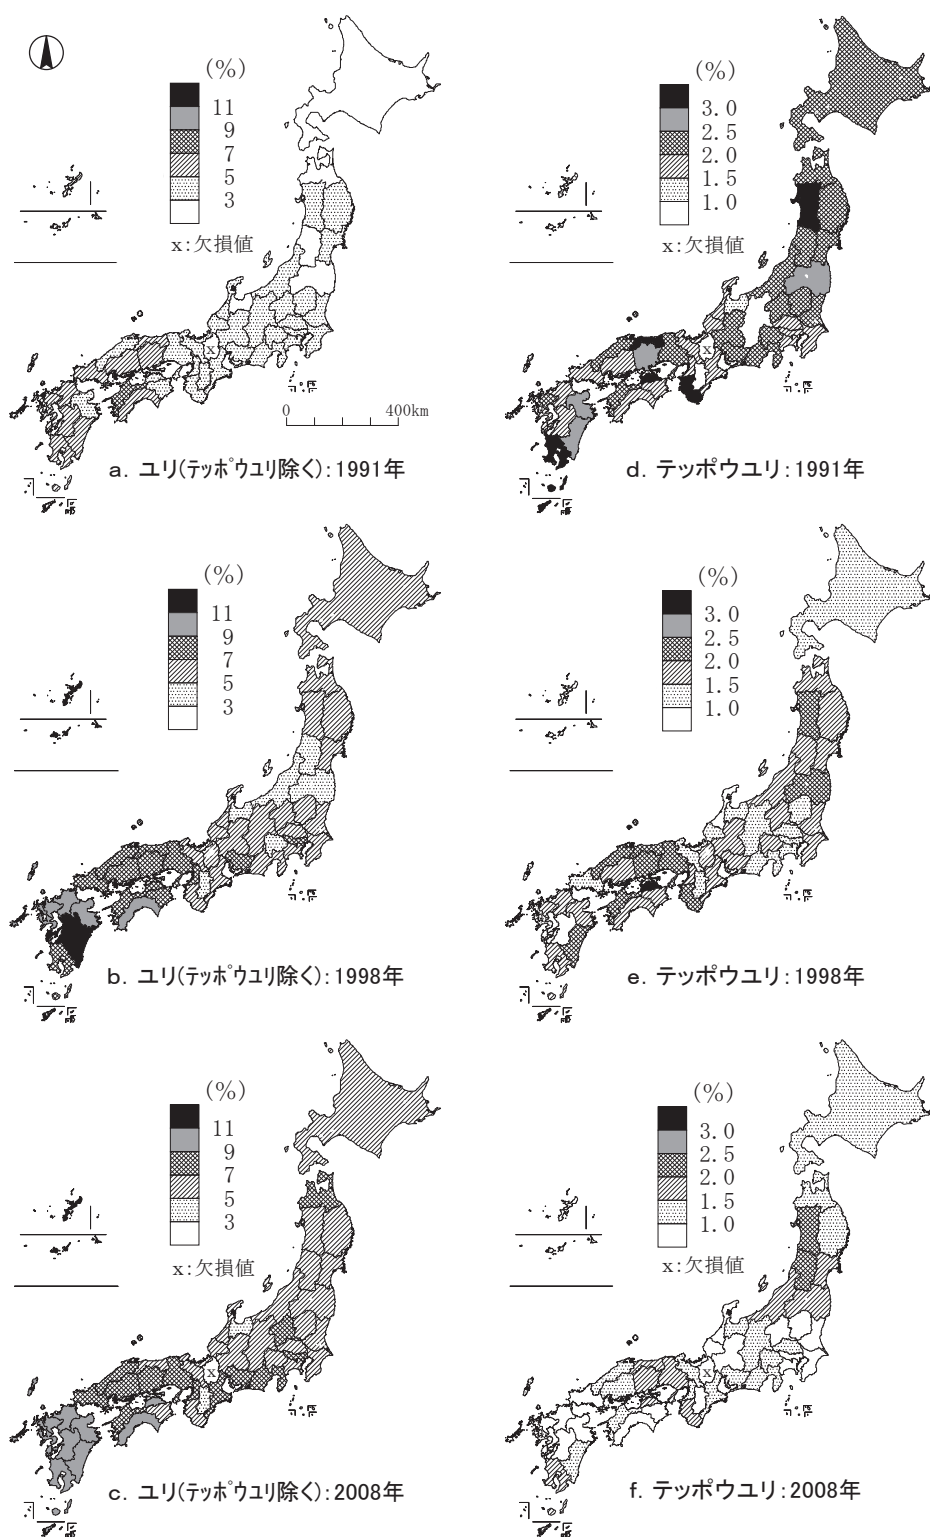 (%)
11
9
7
5
3
x:欠損値
0 400km
a. ユリ(テッポウユリ除く):1991年
(%)
3.0
2.5
2.0
1.5
1.0
x:欠損値
x
d. テッポウユリ:1991年
x
(%)
11
9
7
5
3
b. ユリ(テッポウユリ除く):1998年
(%)
3.0
2.5
2.0
1.5
1.0
e. テッポウユリ:1998年
(%)
11
9
7
5
3
x:欠損値
x
c. ユリ(テッポウユリ除く):2008年
(%)
3.0
2.5
2.0
1.5
1.0
x:欠損値
x
f. テッポウユリ:2008年